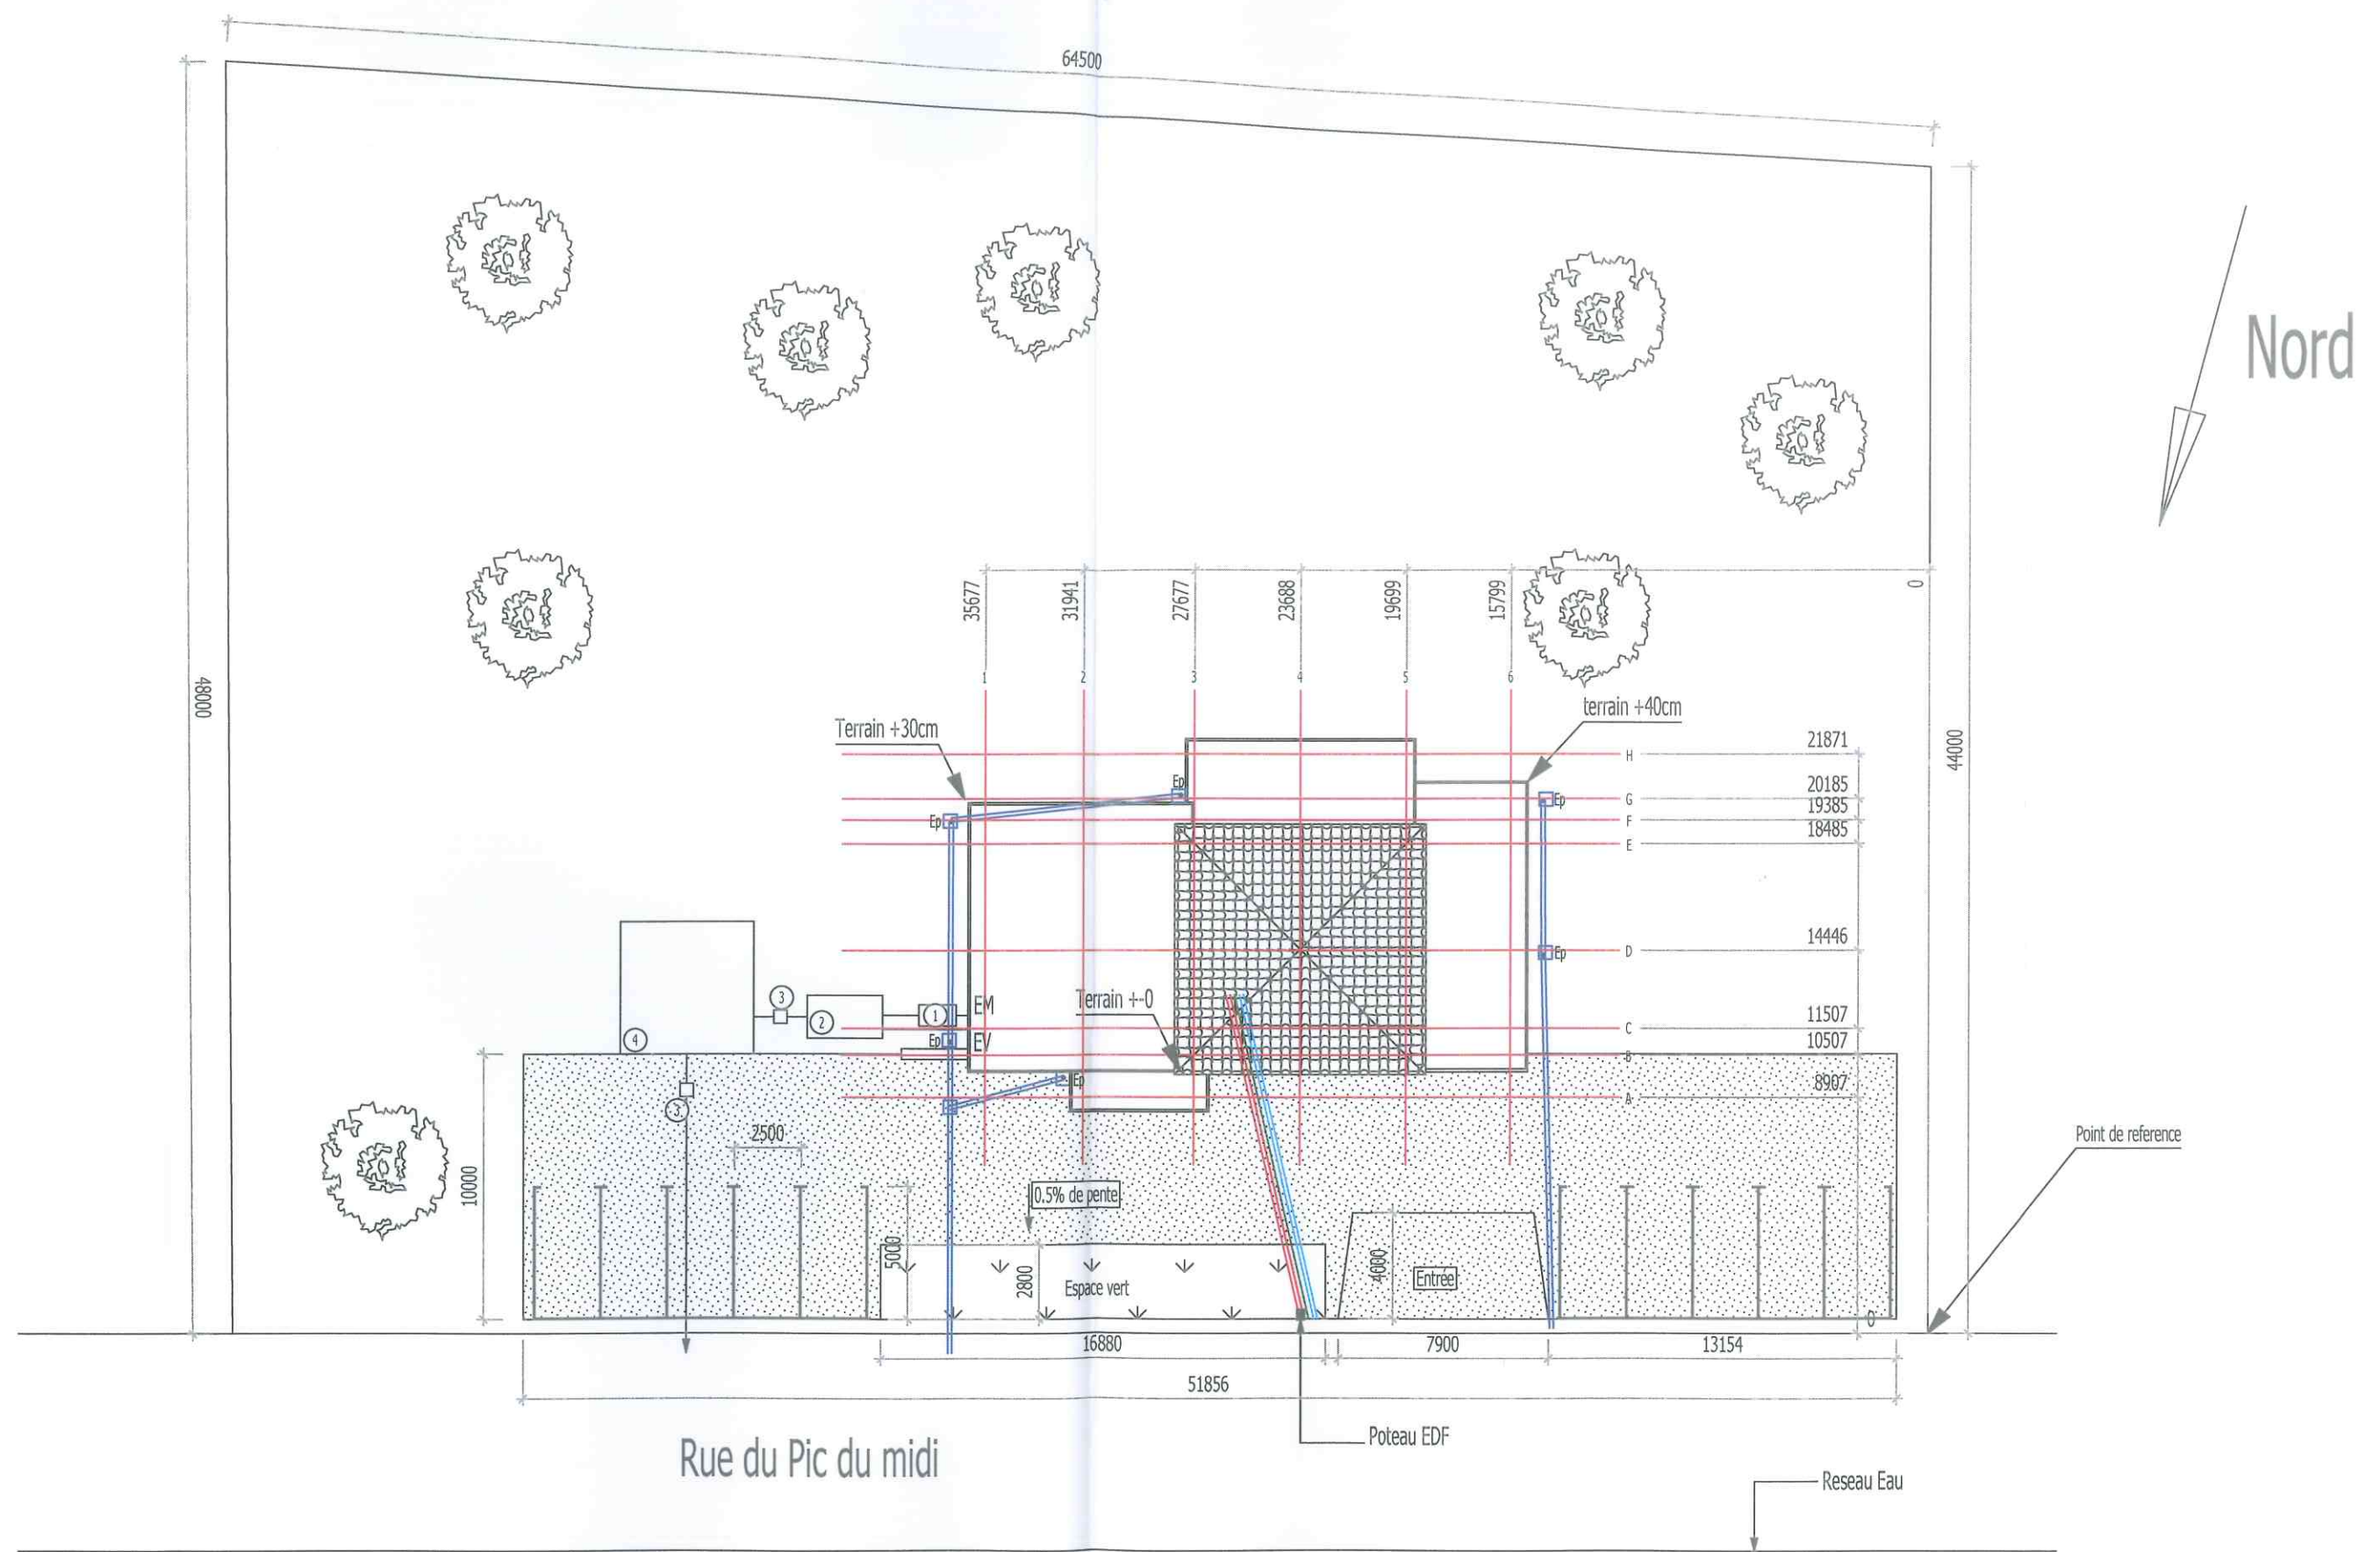 64500
Nord
35677
31941
27677
23688
19699
15799
0
1
2
3
4
5
6
48000
44000
Terrain +30cm
terrain +40cm
H
21871
Ep
G
20185
Ep
Ep
F
19385
E
18485
D
14446
Ep
Terrain +-0
3
2
1
EM
C
11507
4
Ep
EV
B
10507
Ep
8907
A
3
2500
10000
Point de reference
0.5% de pente
5000
2800
4000
Espace vert
Entrée
0
16880
7900
13154
51856
Poteau EDF
Rue du Pic du midi
Reseau Eau